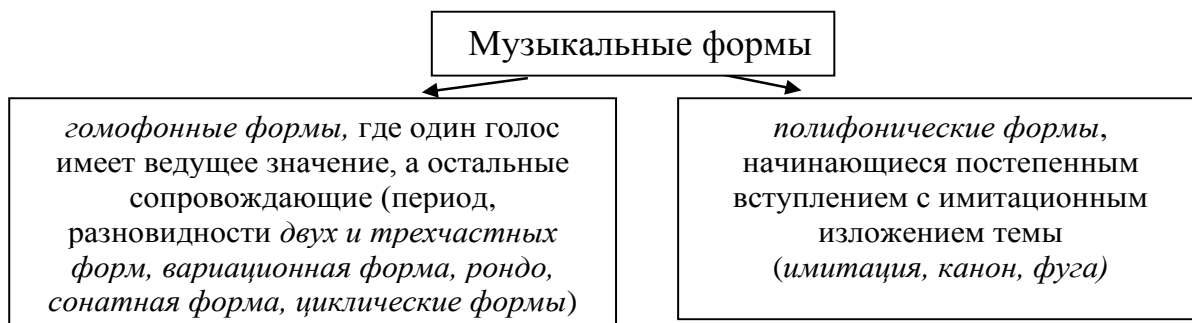 Музыкальные формы
гомофонные формы, где один голос
имеет ведущее значение, а остальные
сопровождающие (период,
разновидности двух и трехчастных
форм, вариационная форма, рондо,
сонатная форма, циклические формы)
полифонические формы,
начинающиеся постепенным
вступлением с имитационным
изложением темы
(имитация, канон, фуга)